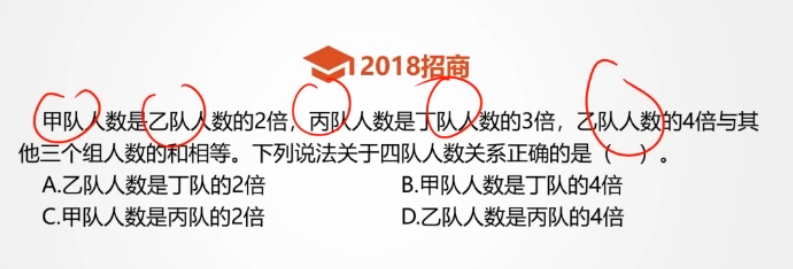 2018招商
甲队人数是乙队人数的2倍，丙队人数是丁队人数的3倍，乙队人数的4倍与其
他三个组人数的和相等。下列说法关于四队人数关系正确的是（ ）。
A.乙队人数是丁队的2倍 B.甲队人数是丁队的4倍
C.甲队人数是丙队的2倍 D.乙队人数是丙队的4倍